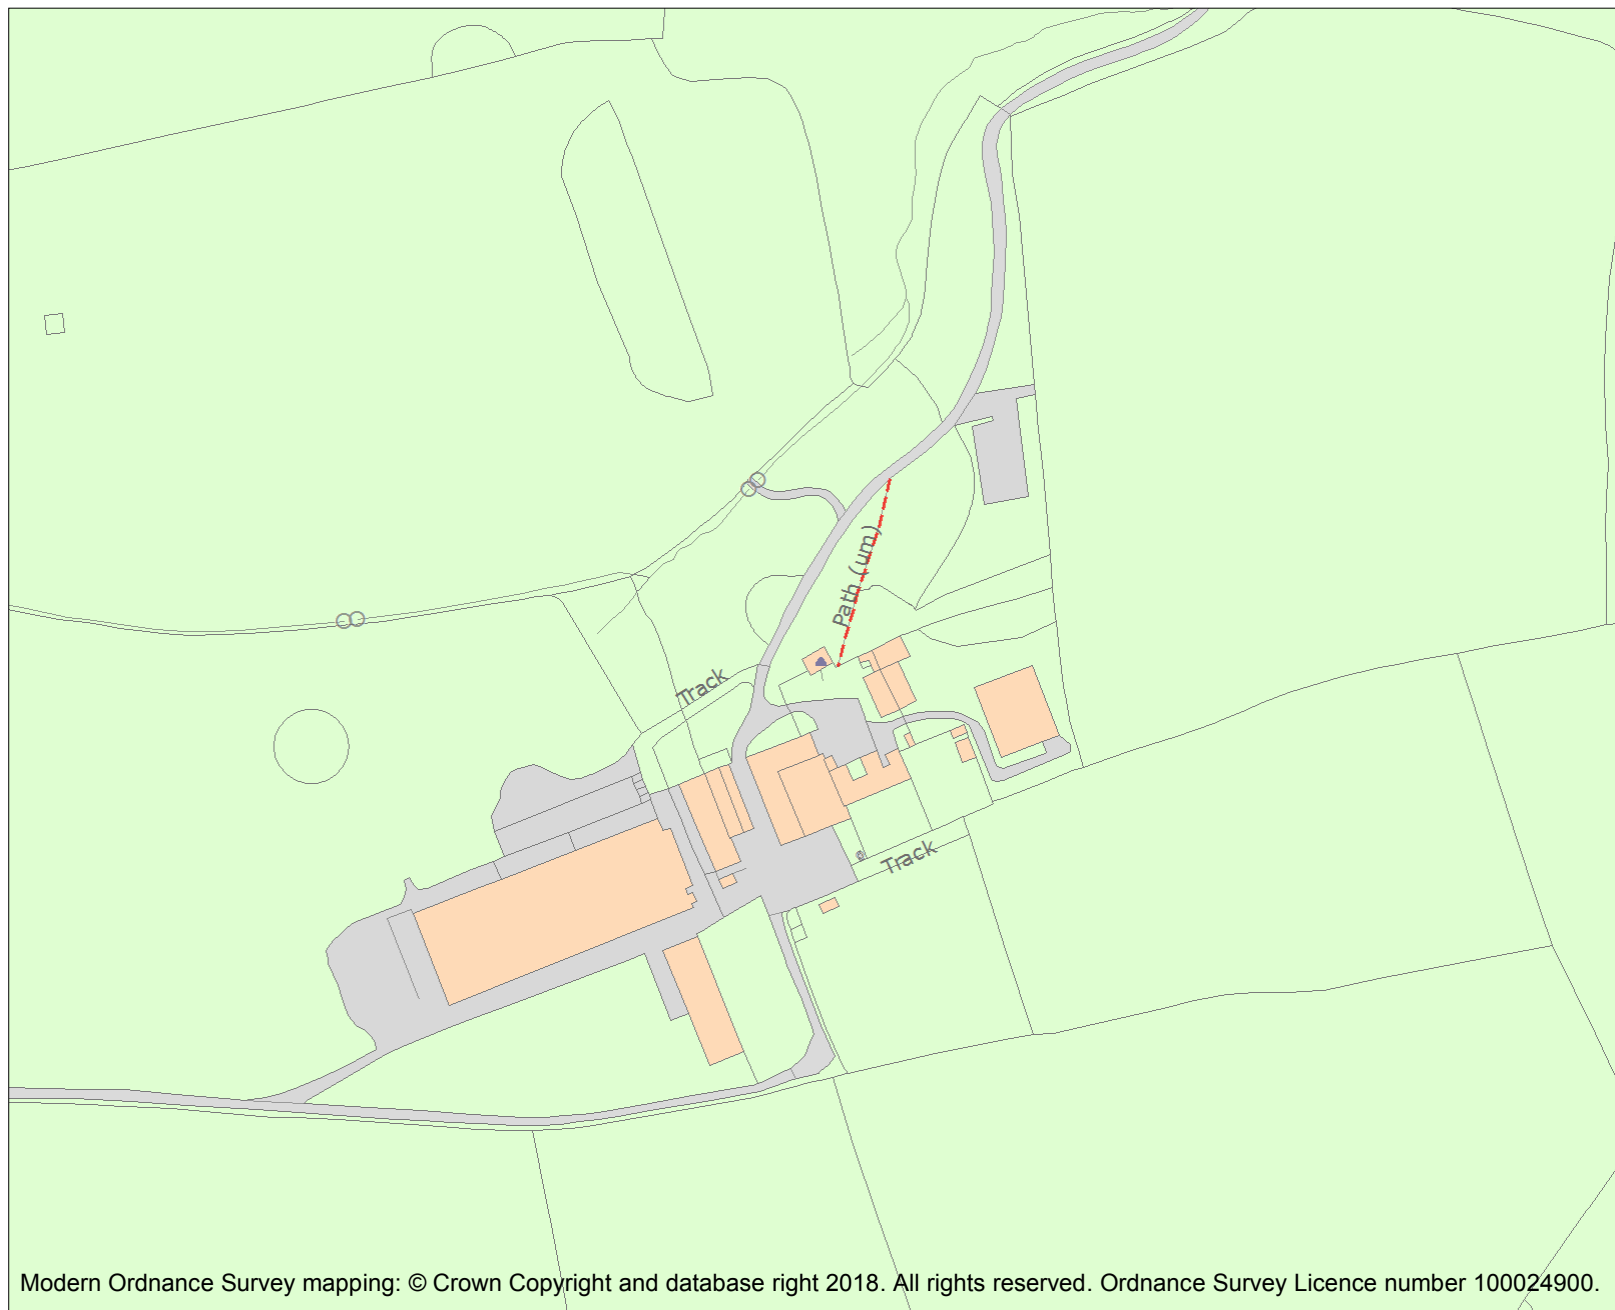 Path (um)
Track
Track
Modern Ordnance Survey mapping: © Crown Copyright and database right 2018. All rights reserved. Ordnance Survey Licence number 100024900.